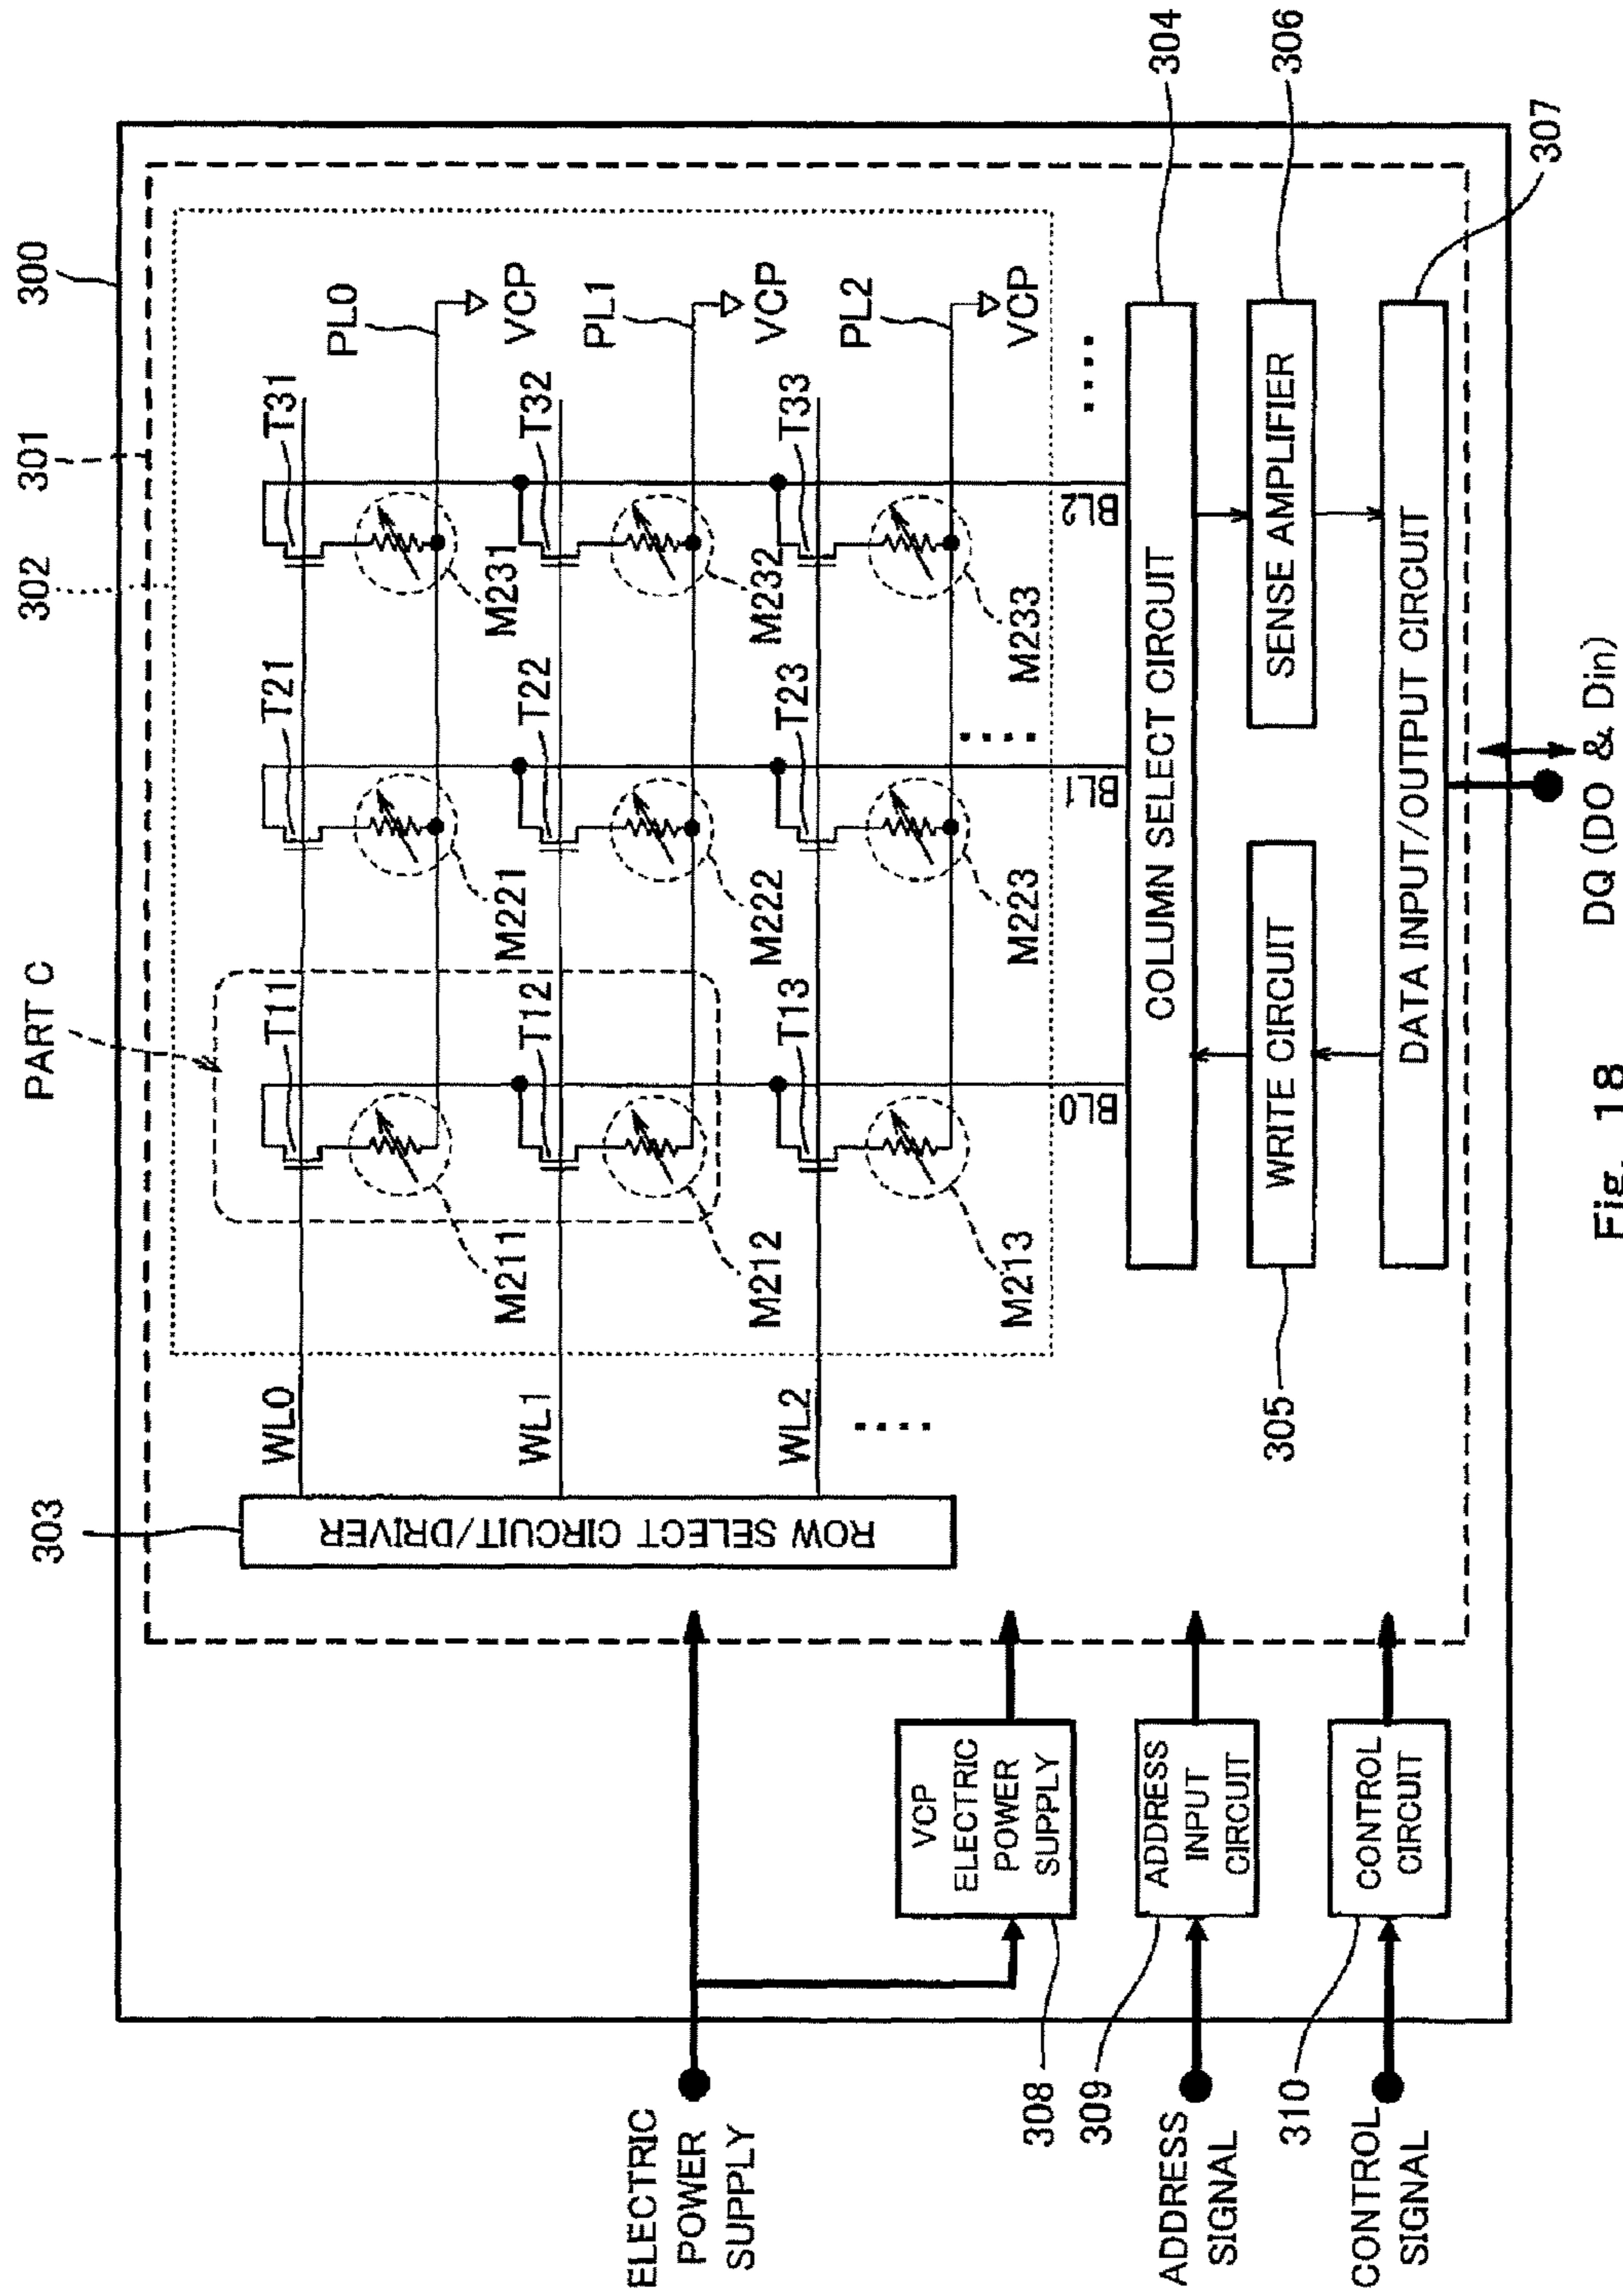 300
301
302
303
PART C
WL0
T11
T21
T31
PL0
VCP
M211
M221
M231
WL1
T12
T22
T32
PL1
VCP
M212
M222
M232
WL2
T13
T23
T33
PL2
VCP
M213
M223
M233
....
....
....
BL0
BL1
BL2
ROW SELECT CIRCUIT/DRIVER
COLUMN SELECT CIRCUIT
304
WRITE CIRCUIT
305
SENSE AMPLIFIER
306
DATA INPUT/OUTPUT CIRCUIT
307
DQ (DO & Din)
ELECTRIC
POWER
SUPPLY
VCP
ELECTRIC
POWER
SUPPLY
308
ADDRESS
SIGNAL
ADDRESS
INPUT
CIRCUIT
309
CONTROL
SIGNAL
CONTROL
CIRCUIT
310
Fig. 18